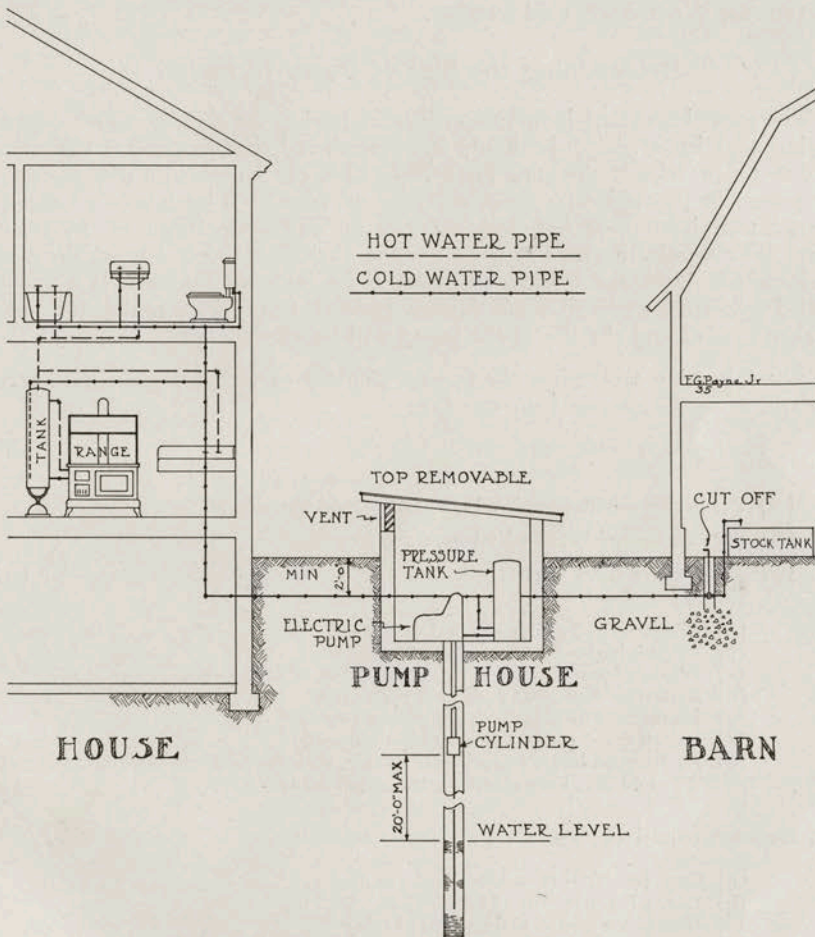 HOT WATER PIPE
COLD WATER PIPE
F.G. Payne Jr
35
TANK
RANGE
TOP REMOVABLE
VENT
CUT OFF
STOCK TANK
PRESSURE
TANK
MIN
2'-0"
ELECTRIC
PUMP
GRAVEL
PUMP HOUSE
PUMP
CYLINDER
HOUSE
BARN
20'-0" MAX
WATER LEVEL